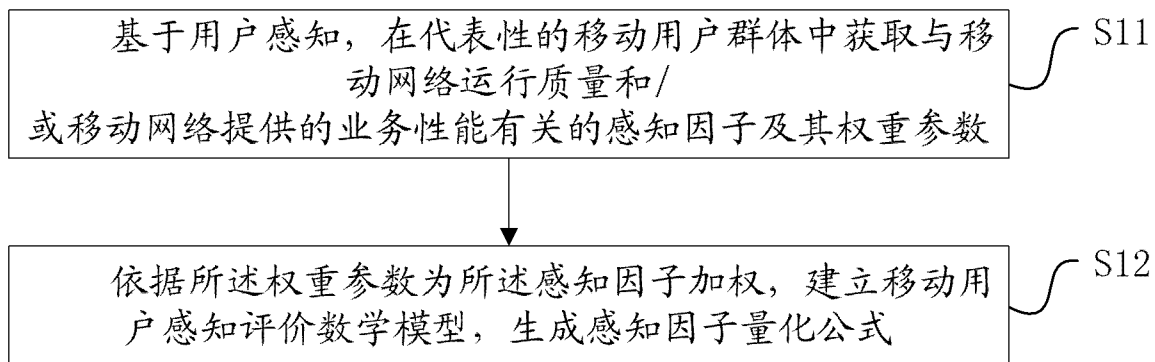 基于用户感知，在代表性的移动用户群体中获取与移
动网络运行质量和/
或移动网络提供的业务性能有关的感知因子及其权重参数
S11
依据所述权重参数为所述感知因子加权，建立移动用
户感知评价数学模型，生成感知因子量化公式
S12